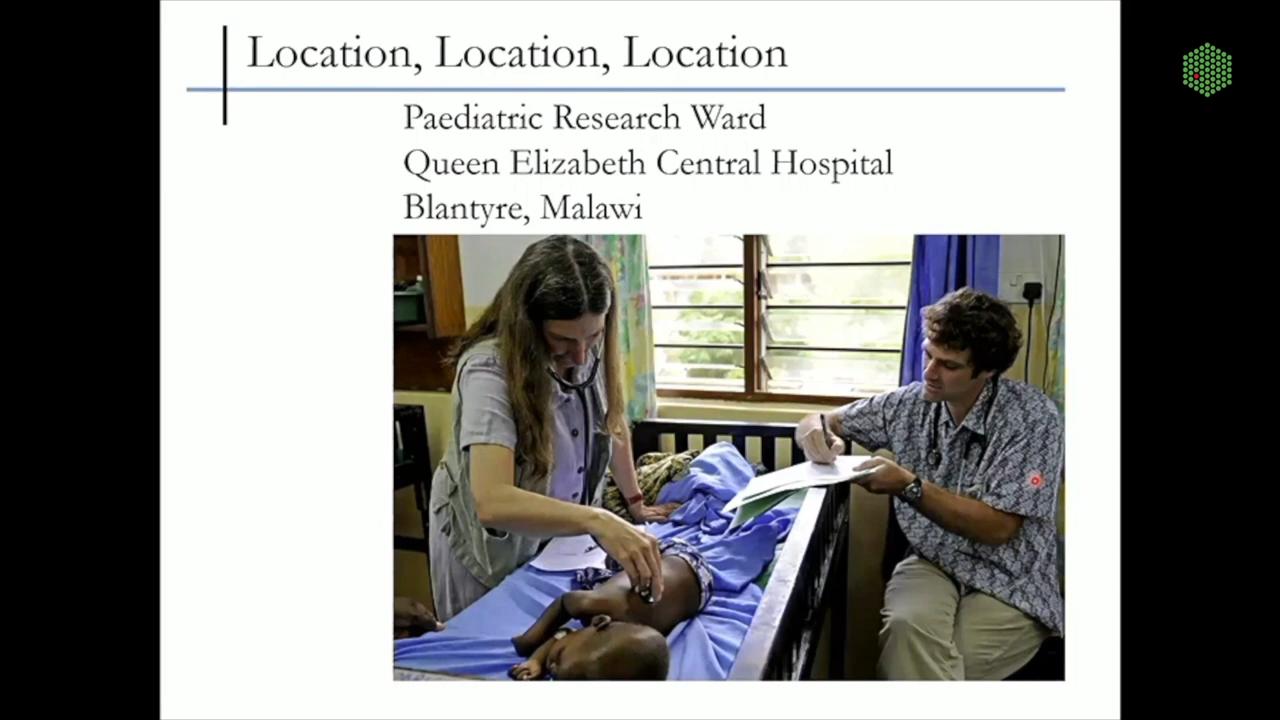 Location, Location, Location
Paediatric Research Ward
Queen Elizabeth Central Hospital
Blantyre, Malawi